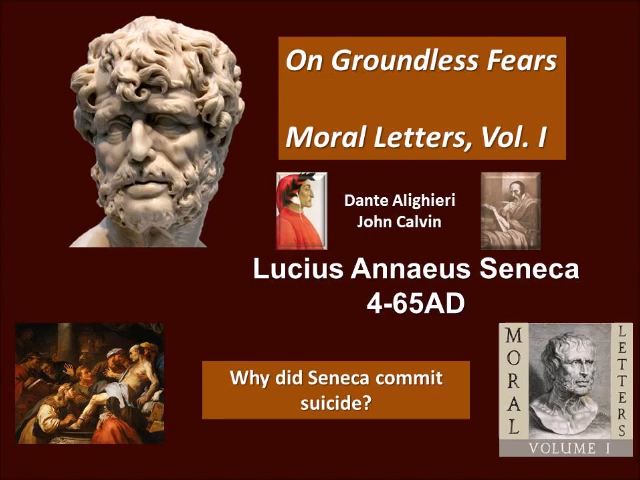 On Groundless Fears
Moral Letters, Vol. I
Dante Alighieri
John Calvin
Lucius Annaeus Seneca
4-65AD
Why did Seneca commit
suicide?
MORAL
LETTERS
VOLUME I